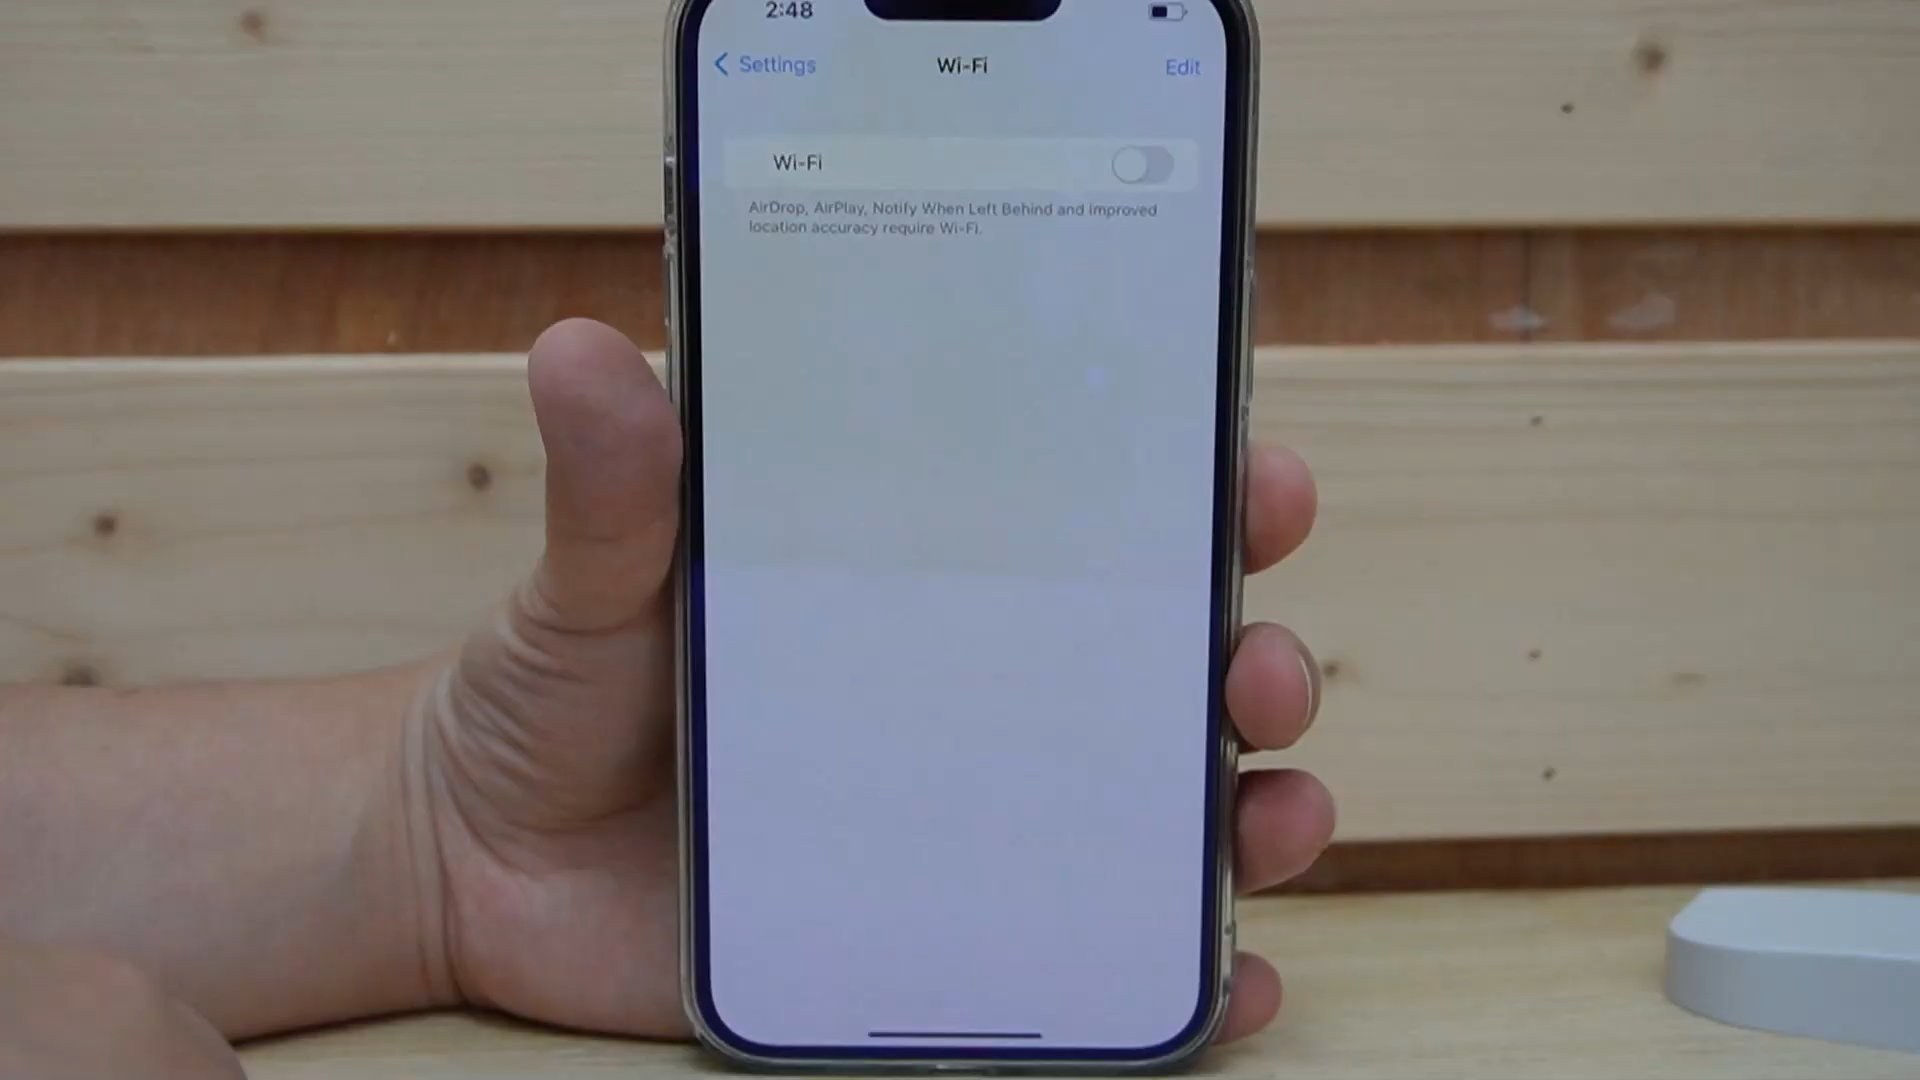 2:48
Settings Wi-Fi Edit
Wi-Fi
AirDrop, AirPlay, Notify When Left Behind and improved
location accuracy require Wi-Fi.